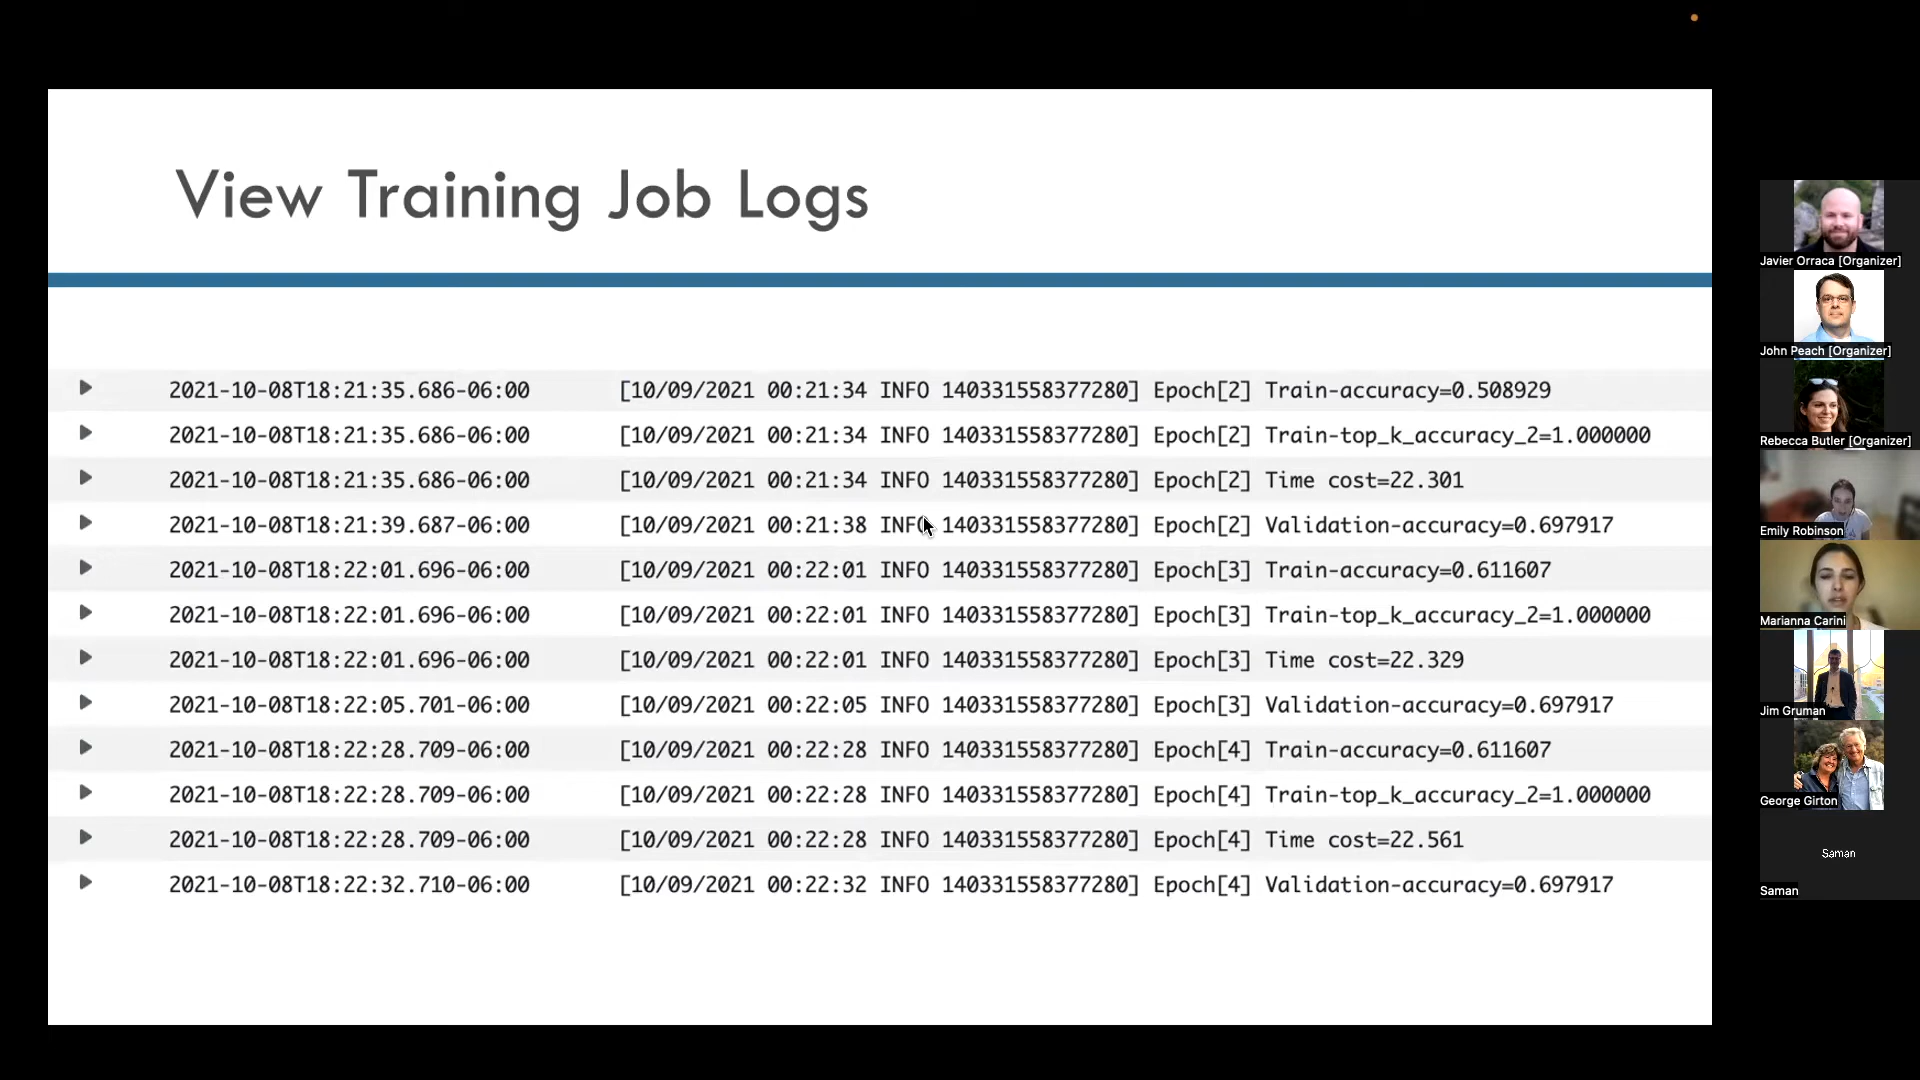 View Training Job Logs
2021-10-08T18:21:35.686-06:00 [10/09/2021 00:21:34 INFO 140331558377280] Epoch[2] Train-accuracy=0.508929
2021-10-08T18:21:35.686-06:00 [10/09/2021 00:21:34 INFO 140331558377280] Epoch[2] Train-top_k_accuracy_2=1.000000
2021-10-08T18:21:35.686-06:00 [10/09/2021 00:21:34 INFO 140331558377280] Epoch[2] Time cost=22.301
2021-10-08T18:21:39.687-06:00 [10/09/2021 00:21:38 INFO 140331558377280] Epoch[2] Validation-accuracy=0.697917
2021-10-08T18:22:01.696-06:00 [10/09/2021 00:22:01 INFO 140331558377280] Epoch[3] Train-accuracy=0.611607
2021-10-08T18:22:01.696-06:00 [10/09/2021 00:22:01 INFO 140331558377280] Epoch[3] Train-top_k_accuracy_2=1.000000
2021-10-08T18:22:01.696-06:00 [10/09/2021 00:22:01 INFO 140331558377280] Epoch[3] Time cost=22.329
2021-10-08T18:22:05.701-06:00 [10/09/2021 00:22:05 INFO 140331558377280] Epoch[3] Validation-accuracy=0.697917
2021-10-08T18:22:28.709-06:00 [10/09/2021 00:22:28 INFO 140331558377280] Epoch[4] Train-accuracy=0.611607
2021-10-08T18:22:28.709-06:00 [10/09/2021 00:22:28 INFO 140331558377280] Epoch[4] Train-top_k_accuracy_2=1.000000
2021-10-08T18:22:28.709-06:00 [10/09/2021 00:22:28 INFO 140331558377280] Epoch[4] Time cost=22.561
2021-10-08T18:22:32.710-06:00 [10/09/2021 00:22:32 INFO 140331558377280] Epoch[4] Validation-accuracy=0.697917
Javier Orraca [Organizer]
John Peach [Organizer]
Rebecca Butler [Organizer]
Emily Robinson
Marianna Carini
Jim Gruman
George Girton
Saman
Saman